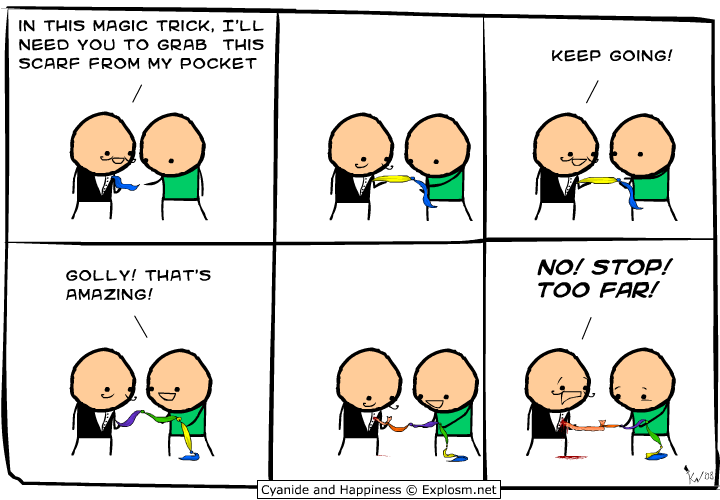 IN THIS MAGIC TRICK, I'LL
NEED YOU TO GRAB THIS
SCARF FROM MY POCKET
KEEP GOING!
GOLLY! THAT'S
AMAZING!
NO! STOP!
TOO FAR!
Cyanide and Happiness © Explosm.net